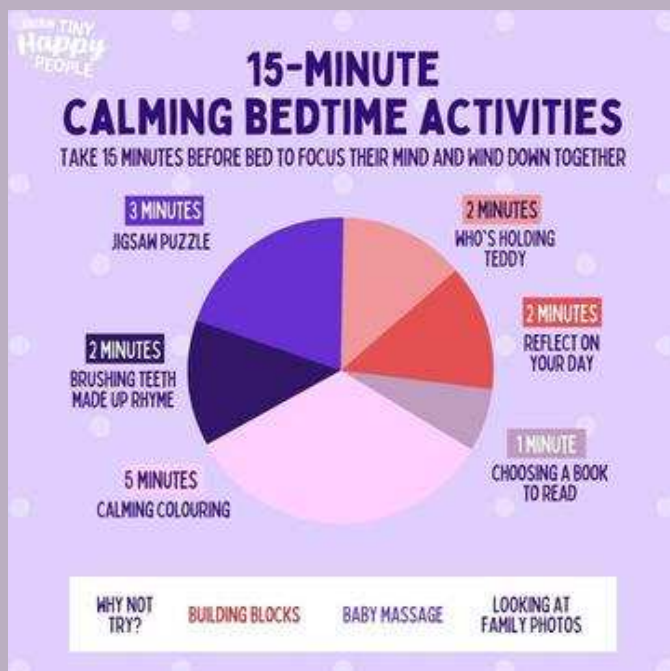 TINY
Happy
PEOPLE
15-MINUTE
CALMING BEDTIME ACTIVITIES
TAKE 15 MINUTES BEFORE BED TO FOCUS THEIR MIND AND WIND DOWN TOGETHER
3 MINUTES
JIGSAW PUZZLE
2 MINUTES
WHO'S HOLDING
TEDDY
2 MINUTES
REFLECT ON
YOUR DAY
2 MINUTES
BRUSHING TEETH
MADE UP RHYME
1 MINUTE
CHOOSING A BOOK
TO READ
5 MINUTES
CALMING COLOURING
WHY NOT
TRY?
BUILDING BLOCKS
BABY MASSAGE
LOOKING AT
FAMILY PHOTOS